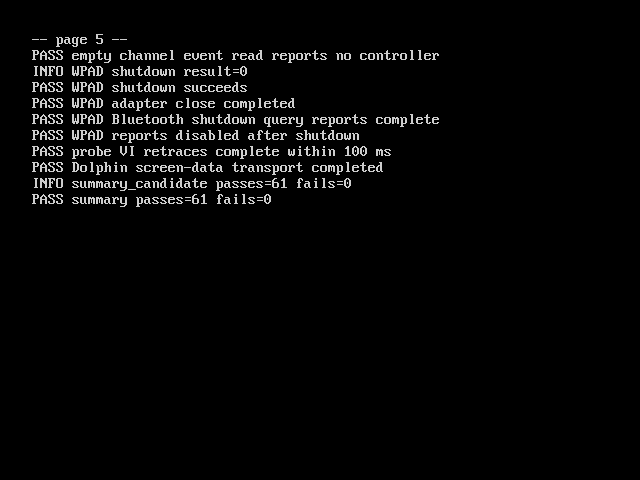 -- page 5 --
PASS empty channel event read reports no controller
INFO WPAD shutdown result=0
PASS WPAD shutdown succeeds
PASS WPAD adapter close completed
PASS WPAD Bluetooth shutdown query reports complete
PASS WPAD reports disabled after shutdown
PASS probe VI retraces complete within 100 ms
PASS Dolphin screen-data transport completed
INFO summary_candidate passes=61 fails=0
PASS summary passes=61 fails=0